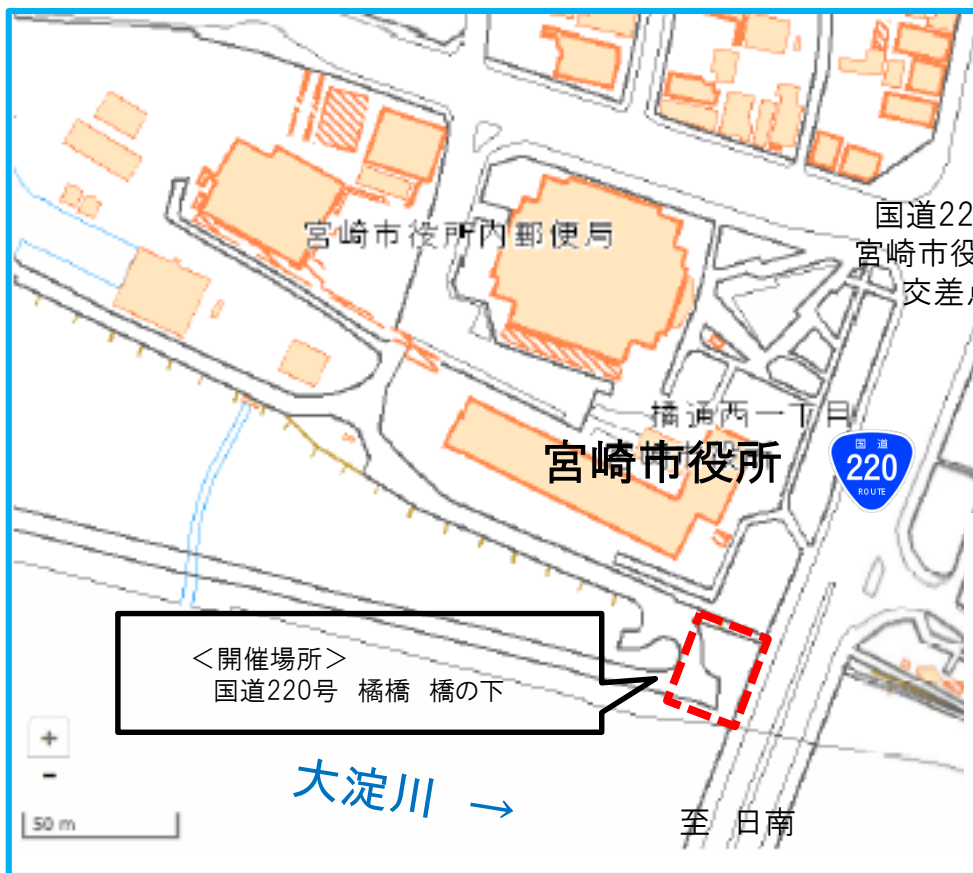 宮崎市役所内郵便局
国道22
宮崎市役
交差点
橘通西一丁目
宮崎市役所
国道
220
ROUTE
＜開催場所＞
国道220号 橘橋 橋の下
+
−
大淀川 →
50 m
至 日南